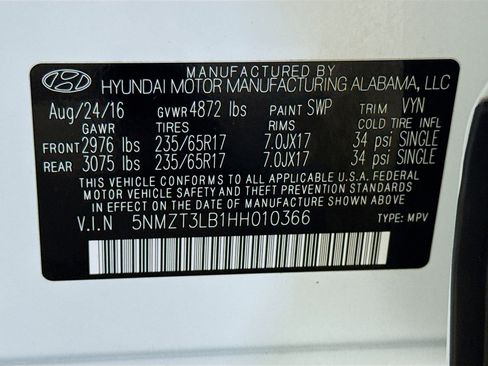 MANUFACTURED BY
HYUNDAI MOTOR MANUFACTURING ALABAMA, LLC
Aug/24/16 GVWR 4872 lbs PAINT SWP TRIM VYN
GAWR TIRES RIMS COLD TIRE INFL
FRONT 2976 lbs 235/65R17 7.0JX17 34 psi SINGLE
REAR 3075 lbs 235/65R17 7.0JX17 34 psi SINGLE
THIS VEHICLE CONFORMS TO ALL APPLICABLE U.S.A FEDERAL
MOTOR VEHICLE SAFETY AND THEFT PREVENTION STANDARDS
IN EFFECT ON THE DATE OF MANUFACTURE SHOWN ABOVE.
V.I.N 5NMZT3LB1HH010366 TYPE: MPV